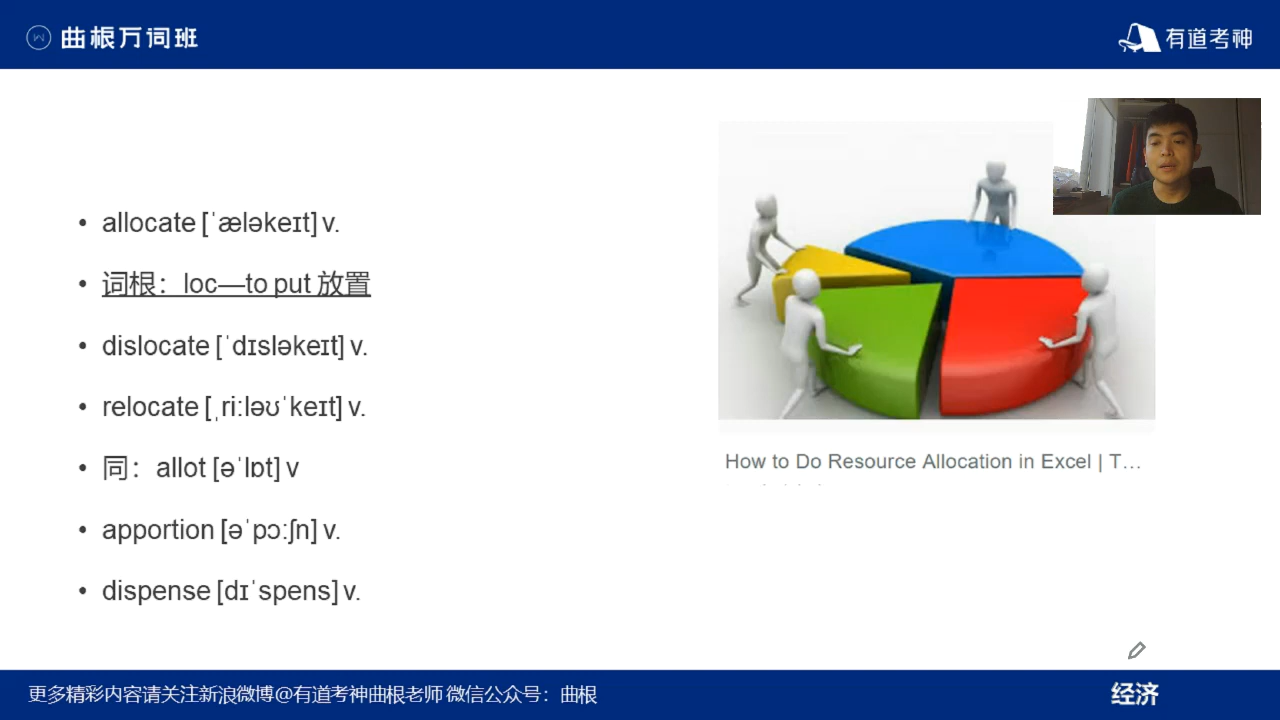 曲根万词班
有道考神
• allocate [ˈæləkeɪt] v.
• 词根：loc—to put 放置
• dislocate [ˈdɪsləkeɪt] v.
• relocate [ˌriːləʊˈkeɪt] v.
• 同：allot [əˈlɒt] v
• apportion [əˈpɔːʃn] v.
• dispense [dɪˈspens] v.
How to Do Resource Allocation in Excel | T…
更多精彩内容请关注新浪微博@有道考神曲根老师 微信公众号：曲根
经济